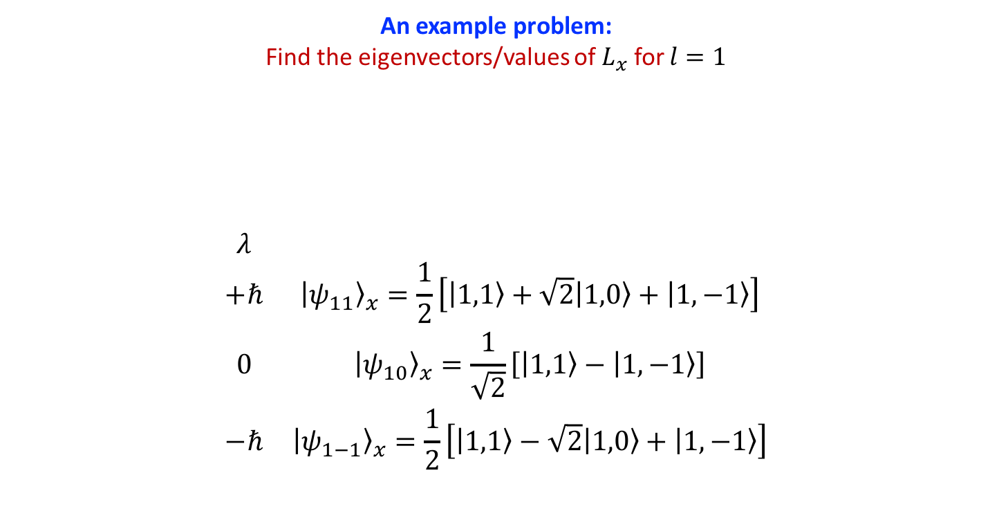 An example problem:
Find the eigenvectors/values of Lₓ for l = 1
λ
+ħ |ψ₁₁⟩ₓ = 1/2 [|1,1⟩ + √2|1,0⟩ + |1, −1⟩]
0 |ψ₁₀⟩ₓ = 1/√2 [|1,1⟩ − |1, −1⟩]
−ħ |ψ₁₋₁⟩ₓ = 1/2 [|1,1⟩ − √2|1,0⟩ + |1, −1⟩]